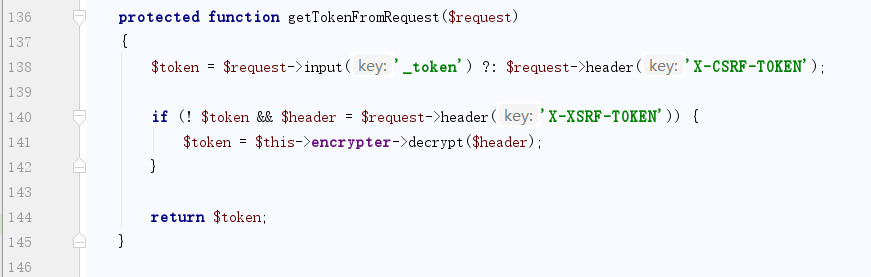 136 protected function getTokenFromRequest($request)
137 {
138 $token = $request->input( key: '_token') ?: $request->header( key: 'X-CSRF-TOKEN');
139
140 if (! $token && $header = $request->header( key: 'X-XSRF-TOKEN')) {
141 $token = $this->encrypter->decrypt($header);
142 }
143
144 return $token;
145 }
146